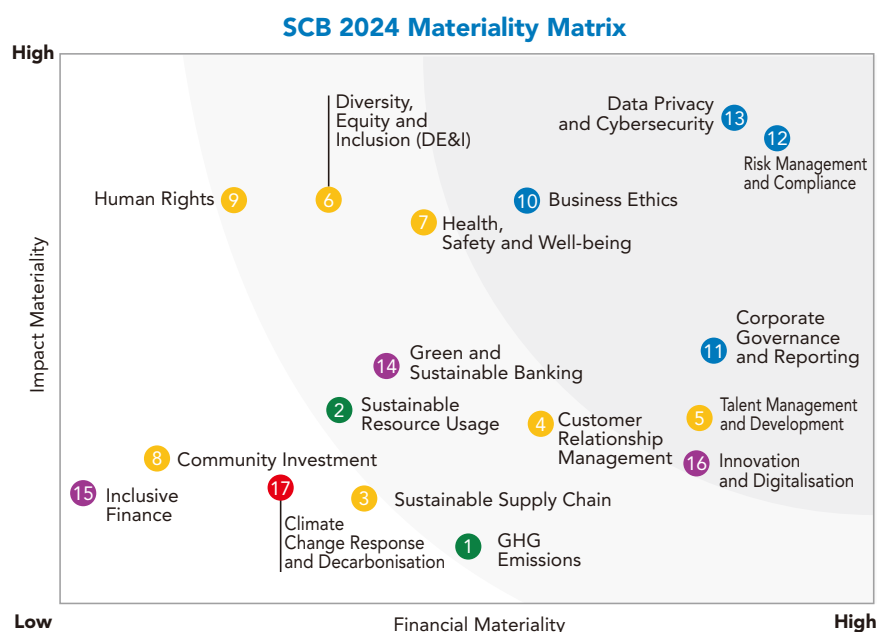 SCB 2024 Materiality Matrix
High
Diversity,
Equity and
Inclusion (DE&I)
Data Privacy
and Cybersecurity
13
12
Risk Management
and Compliance
Human Rights
9
6
10
Business Ethics
7
Health,
Safety and Well-being
Impact Materiality
Corporate
Governance
and Reporting
11
14
Green and
Sustainable Banking
2
Sustainable
Resource Usage
4
Customer
Relationship
Management
5
Talent Management
and Development
16
Innovation
and Digitalisation
8
Community Investment
15
Inclusive
Finance
17
Climate
Change Response
and Decarbonisation
3
Sustainable Supply Chain
1
GHG
Emissions
Low
Financial Materiality
High